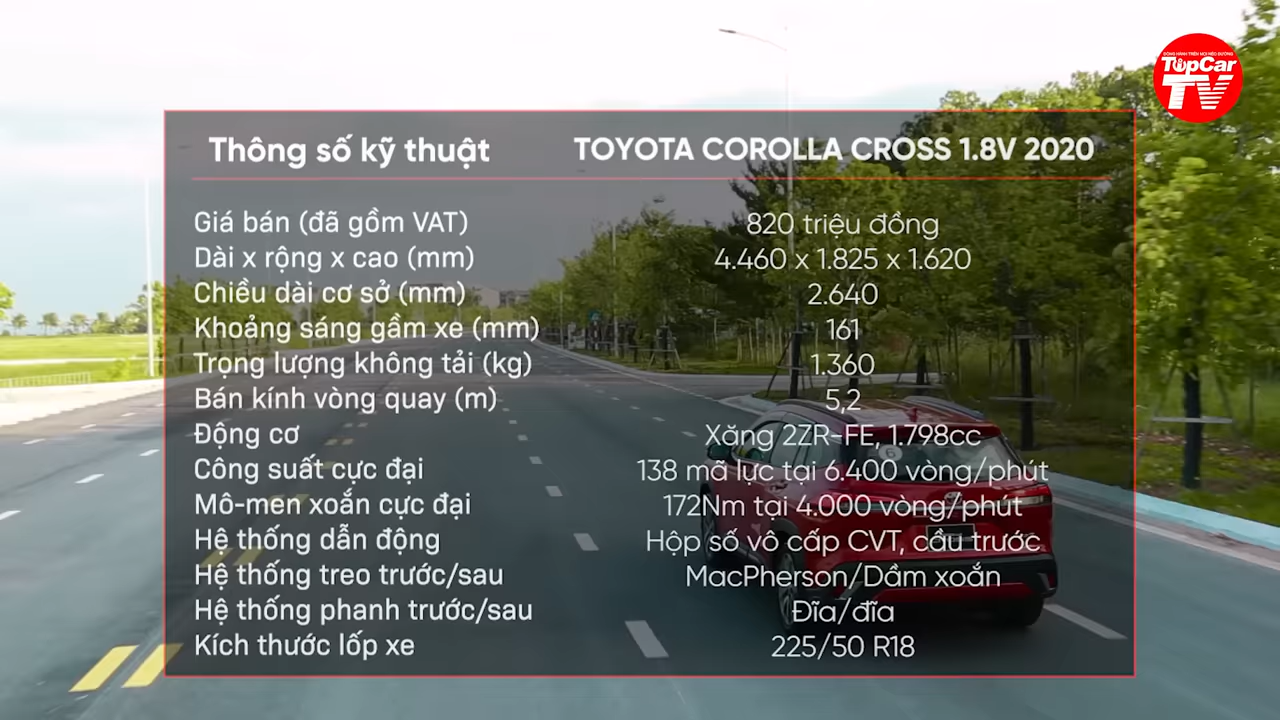 ĐỒNG HÀNH TRÊN MỌI NẺO ĐƯỜNG
TopCar
TV
Thông số kỹ thuật TOYOTA COROLLA CROSS 1.8V 2020
Giá bán (đã gồm VAT) 820 triệu đồng
Dài x rộng x cao (mm) 4.460 x 1.825 x 1.620
Chiều dài cơ sở (mm) 2.640
Khoảng sáng gầm xe (mm) 161
Trọng lượng không tải (kg) 1.360
Bán kính vòng quay (m) 5,2
Động cơ Xăng 2ZR-FE, 1.798cc
Công suất cực đại 138 mã lực tại 6.400 vòng/phút
Mô-men xoắn cực đại 172Nm tại 4.000 vòng/phút
Hệ thống dẫn động Hộp số vô cấp CVT, cầu trước
Hệ thống treo trước/sau MacPherson/Dầm xoắn
Hệ thống phanh trước/sau Đĩa/đĩa
Kích thước lốp xe 225/50 R18